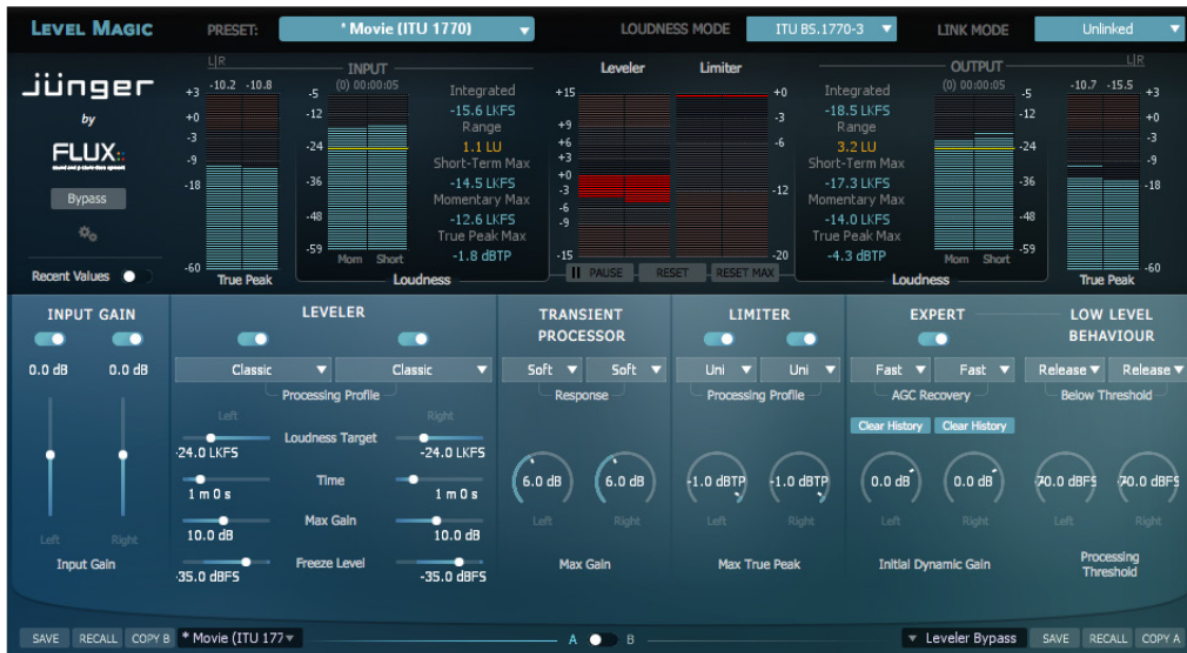 LEVEL MAGIC
PRESET: * Movie (ITU 1770) LOUDNESS MODE ITU BS.1770-3 LINK MODE Unlinked
jünger
by
FLUX::
Bypass
Recent Values
L|R
-10.2 -10.8
+3
+0
-3
-9
-18
-60
True Peak
INPUT
(0) 00:00:05
-5
-12
-24
-36
-48
-59
Mom Short
Integrated
-15.6 LKFS
Range
1.1 LU
Short-Term Max
-14.5 LKFS
Momentary Max
-12.6 LKFS
True Peak Max
-1.8 dBTP
Loudness
Leveler Limiter
+15
+9
+6
+3
+0
-3
-6
-9
-15
+0
-3
-6
-12
-20
PAUSE RESET RESET MAX
OUTPUT
(0) 00:00:05
Integrated
-18.5 LKFS
Range
3.2 LU
Short-Term Max
-17.3 LKFS
Momentary Max
-14.0 LKFS
True Peak Max
-4.3 dBTP
-5
-12
-24
-36
-48
-59
Mom Short
Loudness
L|R
-10.7 -15.5
+3
+0
-3
-9
-18
-60
True Peak
INPUT GAIN
0.0 dB 0.0 dB
Left Right
Input Gain
LEVELER
Classic Classic
Processing Profile
Left Right
Loudness Target
-24.0 LKFS -24.0 LKFS
Time
1 m 0 s 1 m 0 s
Max Gain
10.0 dB 10.0 dB
Freeze Level
-35.0 dBFS -35.0 dBFS
TRANSIENT
PROCESSOR
Soft Soft
Response
6.0 dB 6.0 dB
Left Right
Max Gain
LIMITER
Uni Uni
Processing Profile
-1.0 dBTP -1.0 dBTP
Left Right
Max True Peak
EXPERT
Fast Fast
AGC Recovery
Clear History Clear History
0.0 dB 0.0 dB
Left Right
Initial Dynamic Gain
LOW LEVEL
BEHAVIOUR
Release Release
Below Threshold
-70.0 dBFS -70.0 dBFS
Left Right
Processing
Threshold
SAVE RECALL COPY B * Movie (ITU 177 A B Leveler Bypass SAVE RECALL COPY A